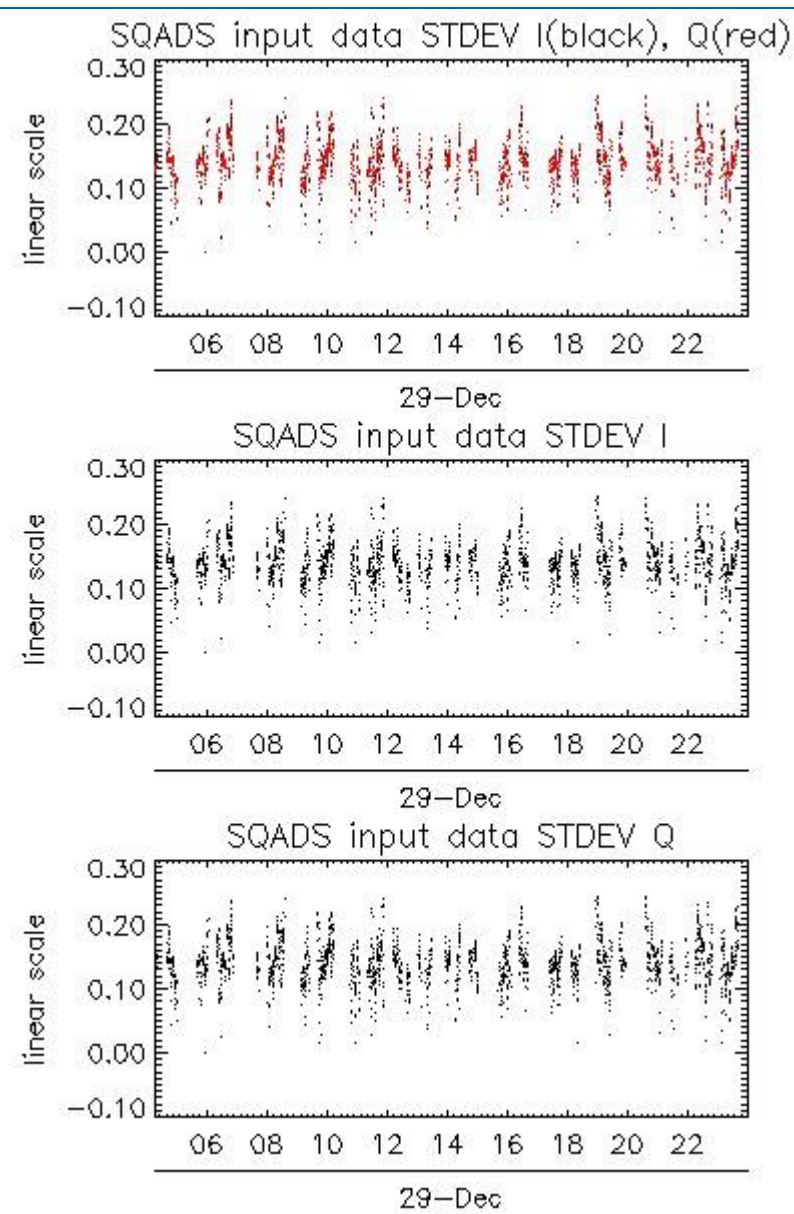 SQADS input data STDEV I(black), Q(red)
0.30
0.20
0.10
0.00
−0.10
linear scale
06 08 10 12 14 16 18 20 22
29−Dec
SQADS input data STDEV I
0.30
0.20
0.10
0.00
−0.10
linear scale
06 08 10 12 14 16 18 20 22
29−Dec
SQADS input data STDEV Q
0.30
0.20
0.10
0.00
−0.10
linear scale
06 08 10 12 14 16 18 20 22
29−Dec